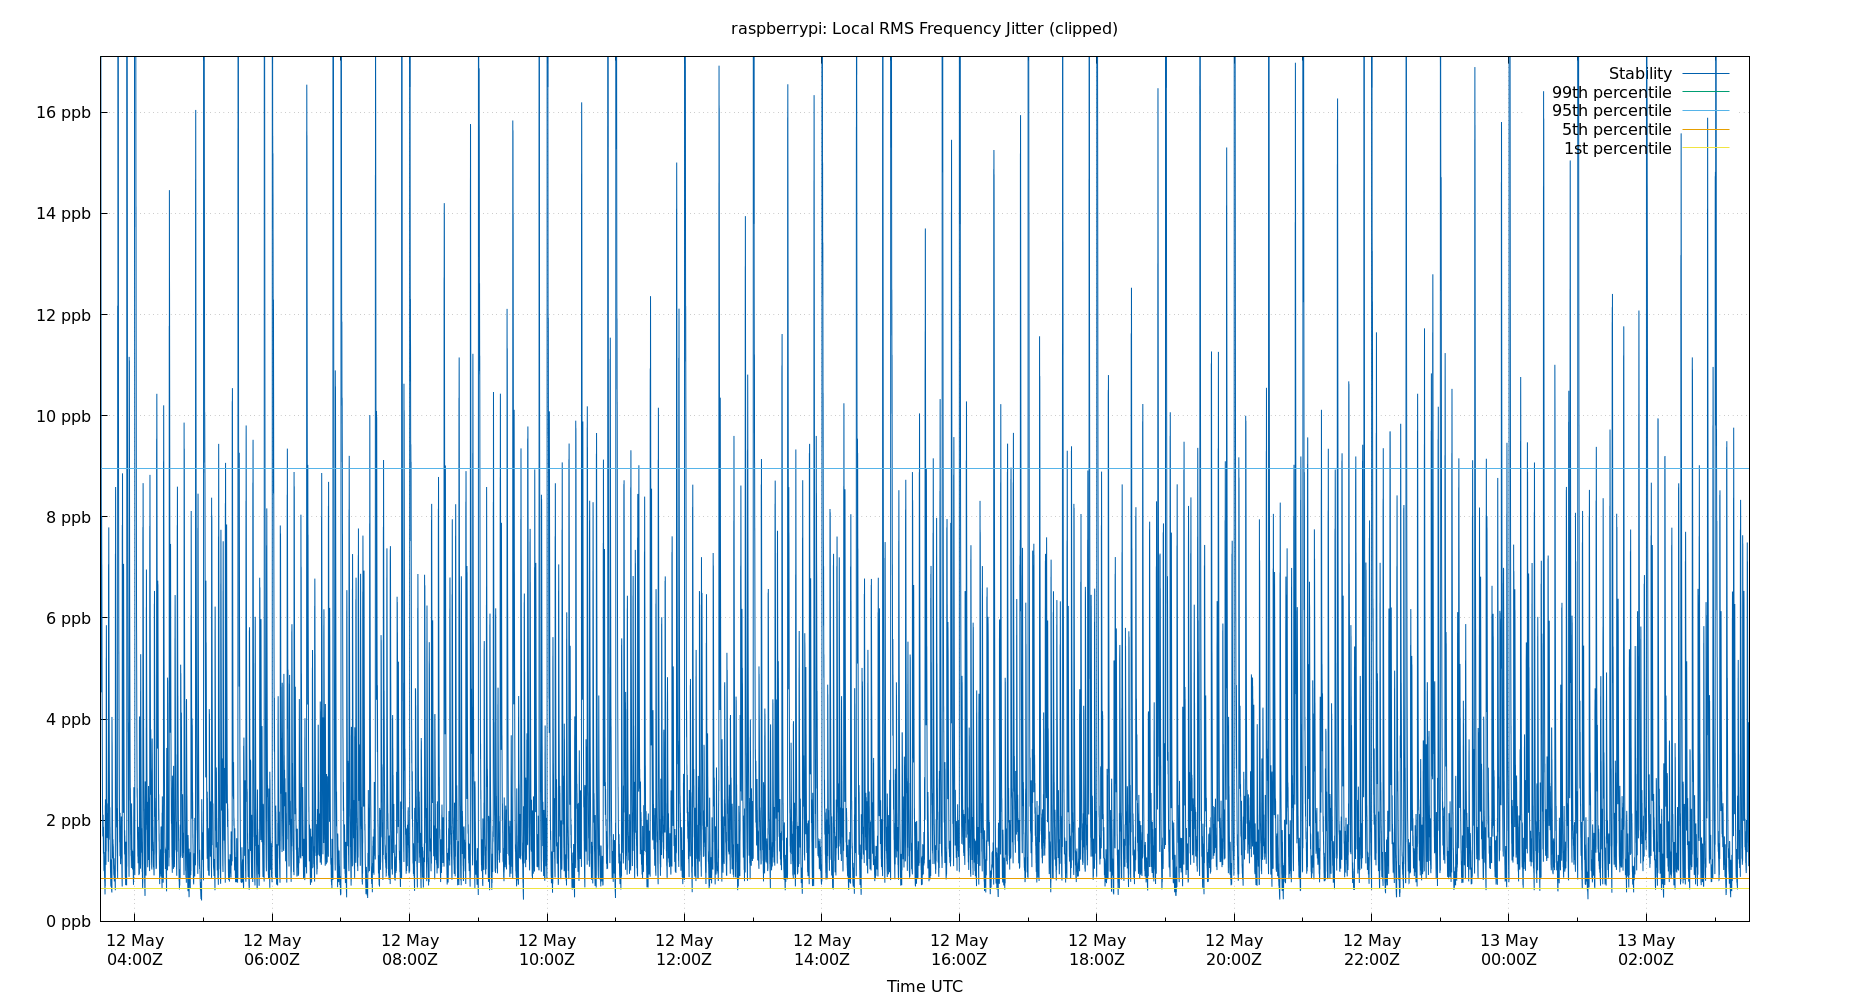 raspberrypi: Local RMS Frequency Jitter (clipped)
Stability
99th percentile
95th percentile
5th percentile
1st percentile
16 ppb
14 ppb
12 ppb
10 ppb
8 ppb
6 ppb
4 ppb
2 ppb
0 ppb
12 May 12 May 12 May 12 May 12 May 12 May 12 May 12 May 12 May 12 May 13 May 13 May
04:00Z 06:00Z 08:00Z 10:00Z 12:00Z 14:00Z 16:00Z 18:00Z 20:00Z 22:00Z 00:00Z 02:00Z
Time UTC